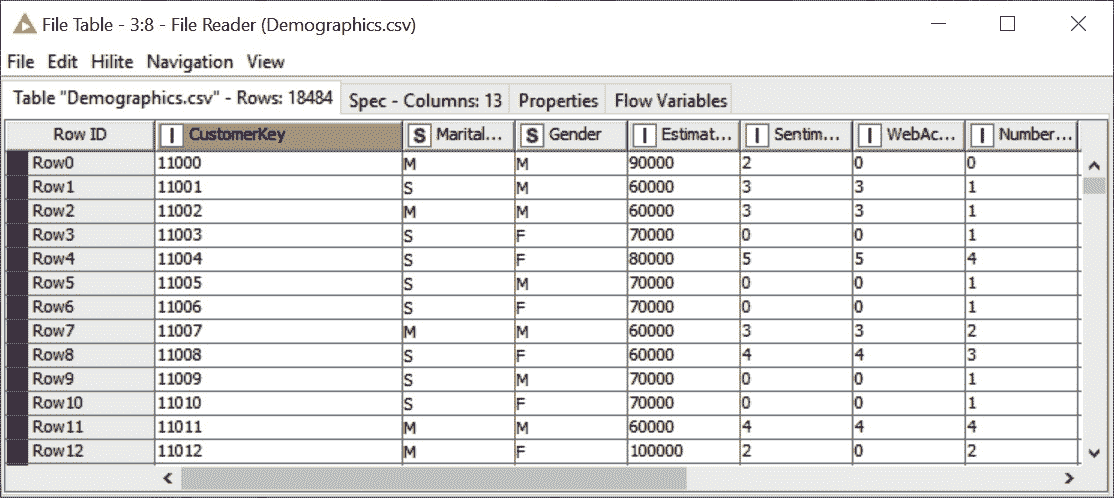 File Table - 3:8 - File Reader (Demographics.csv)
File Edit Hilite Navigation View
Table "Demographics.csv" - Rows: 18484 Spec - Columns: 13 Properties Flow Variables
Row ID I CustomerKey S Marital... S Gender I Estimat... I Sentim... I WebAc... I Number...
Row0 11000 M M 90000 2 0 0
Row1 11001 S M 60000 3 3 1
Row2 11002 M M 60000 3 3 1
Row3 11003 S F 70000 0 0 1
Row4 11004 S F 80000 5 5 4
Row5 11005 S M 70000 0 0 1
Row6 11006 S F 70000 0 0 1
Row7 11007 M M 60000 3 3 2
Row8 11008 S F 60000 4 4 3
Row9 11009 S M 70000 0 0 1
Row10 11010 S F 70000 0 0 1
Row11 11011 M M 60000 4 4 4
Row12 11012 M F 100000 2 0 2